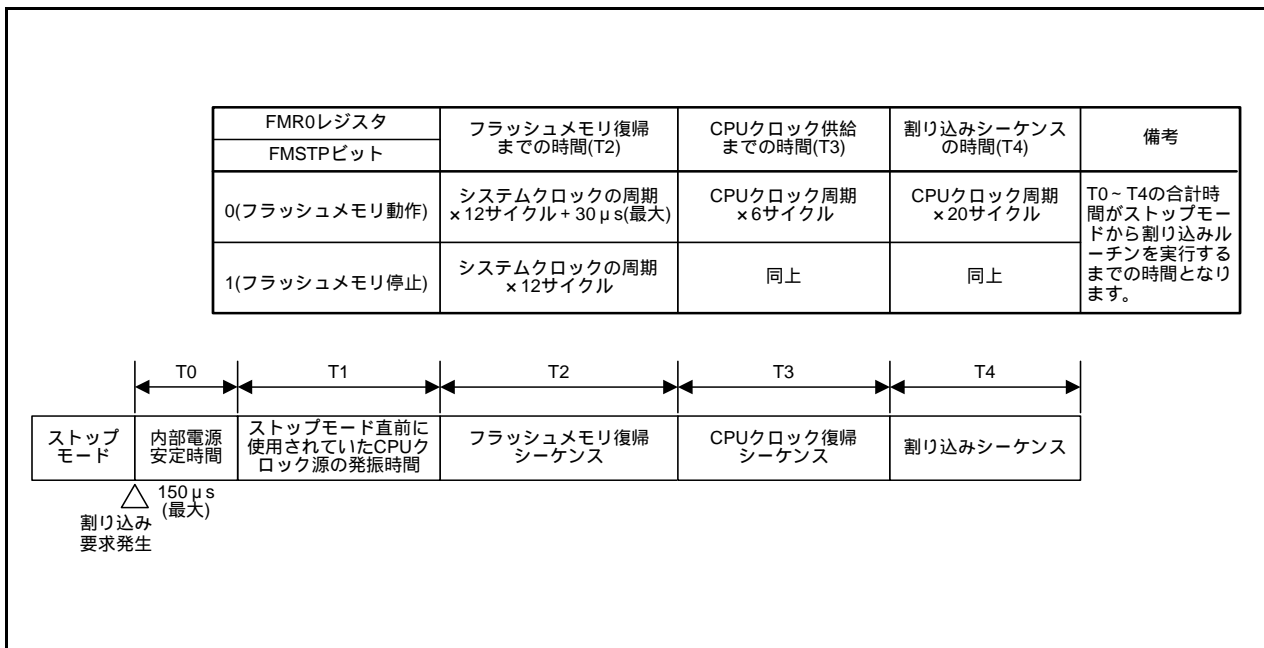 FMR0レジスタ
FMSTPビット
フラッシュメモリ復帰
までの時間(T2)
CPUクロック供給
までの時間(T3)
割り込みシーケンス
の時間(T4)
備考
0(フラッシュメモリ動作)
システムクロックの周期
×12サイクル + 30μs(最大)
CPUクロック周期
×6サイクル
CPUクロック周期
×20サイクル
T0~T4の合計時
間がストップモー
ドから割り込みル
ーチンを実行する
までの時間となり
ます。
1(フラッシュメモリ停止)
システムクロックの周期
×12サイクル
同上
同上
T0
T1
T2
T3
T4
ストップ
モード
内部電源
安定時間
ストップモード直前に
使用されていたCPUク
ロック源の発振時間
フラッシュメモリ復帰
シーケンス
CPUクロック復帰
シーケンス
割り込みシーケンス
150μs
(最大)
割り込み
要求発生